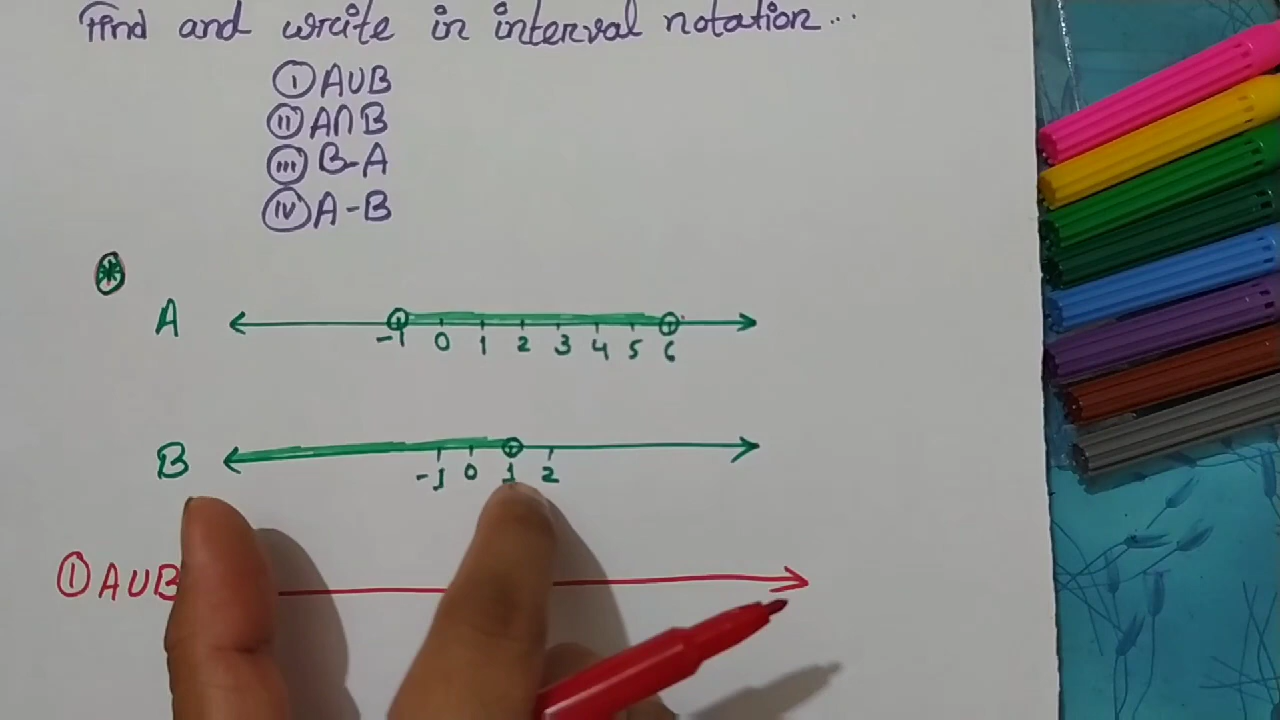 Find and write in interval notation...
(i) A∪B
(ii) A∩B
(iii) B-A
(iv) A-B
* A
-1 0 1 2 3 4 5 6
B
-1 0 1 2
(i) A∪B